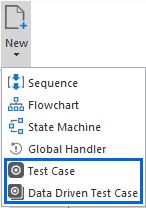 New
Sequence
Flowchart
State Machine
Global Handler
Test Case
Data Driven Test Case